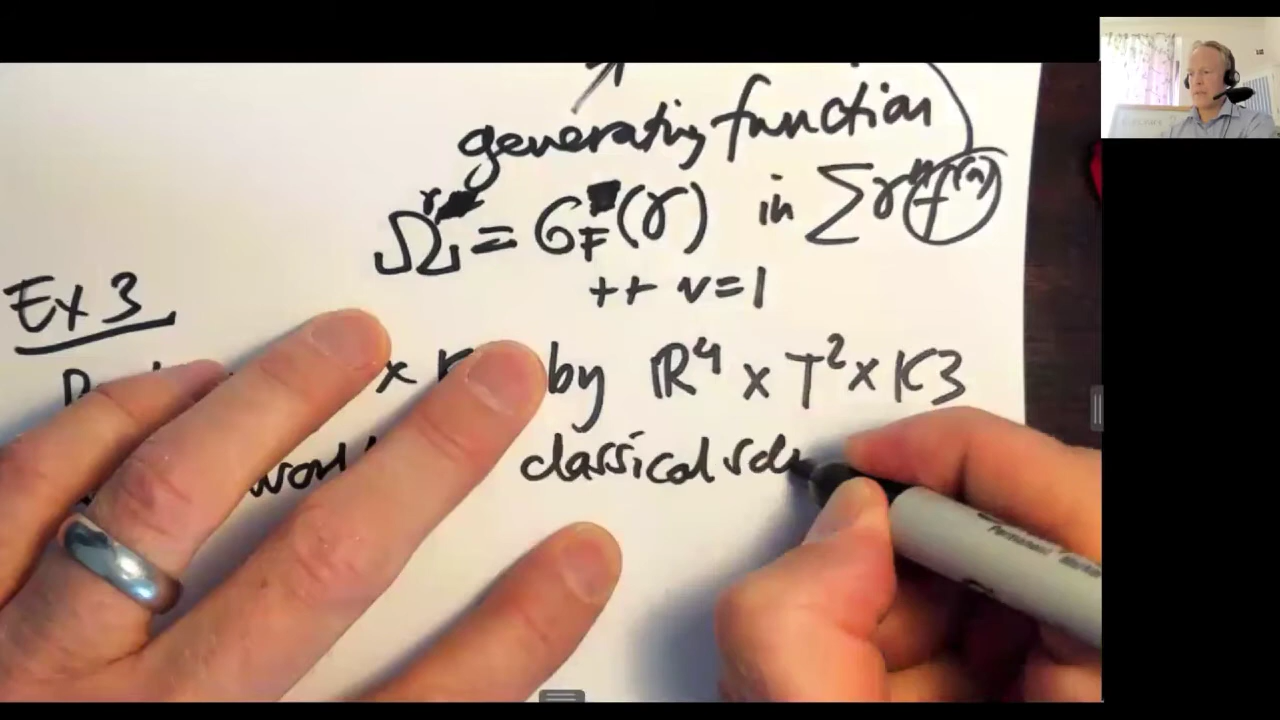 generating function
Ω^r = G_F(γ) in Σ γ^n f^(n)
++ v=1
Ex 3
× by ℝ⁴ × T² × K3
classical